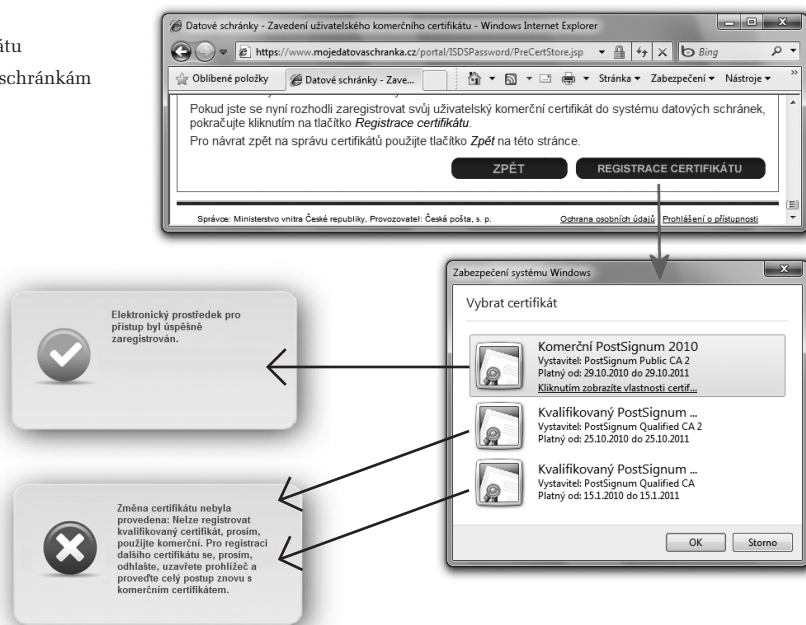 átu
schránkám
Datové schránky - Zavedení uživatelského komerčního certifikátu - Windows Internet Explorer
https://www.mojedatovaschranka.cz/portal/ISDSPassword/PreCertStore.jsp
Bing
Oblíbené položky
Datové schránky - Zave...
Stránka
Zabezpečení
Nástroje
»
Pokud jste se nyní rozhodli zaregistrovat svůj uživatelský komerční certifikát do systému datových schránek,
pokračujte kliknutím na tlačítko Registrace certifikátu.
Pro návrat zpět na správu certifikátů použijte tlačítko Zpět na této stránce.
ZPĚT
REGISTRACE CERTIFIKÁTU
Správce: Ministerstvo vnitra České republiky, Provozovatel: Česká pošta, s. p.
Ochrana osobních údajů
Prohlášení o přístupnosti
Zabezpečení systému Windows
Vybrat certifikát
Komerční PostSignum 2010
Vystavitel: PostSignum Public CA 2
Platný od: 29.10.2010 do 29.10.2011
Kliknutím zobrazíte vlastnosti certif...
Kvalifikovaný PostSignum ...
Vystavitel: PostSignum Qualified CA 2
Platný od: 25.10.2010 do 25.10.2011
Kvalifikovaný PostSignum ...
Vystavitel: PostSignum Qualified CA
Platný od: 15.1.2010 do 15.1.2011
OK
Storno
Elektronický prostředek pro
přístup byl úspěšně
zaregistrován.
Změna certifikátu nebyla
provedena: Nelze registrovat
kvalifikovaný certifikát, prosím,
použijte komerční. Pro registraci
dalšího certifikátu se, prosím,
odhlašte, uzavřete prohlížeč a
proveďte celý postup znovu s
komerčním certifikátem.